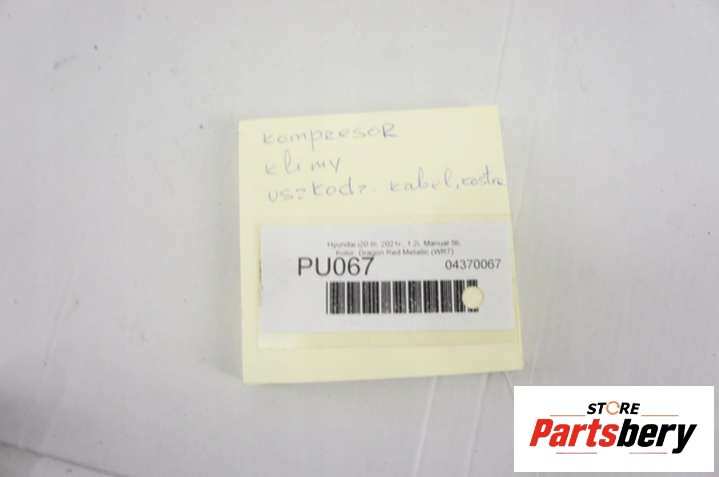 kompresor
klimy
uszkodz. kabel, kostka
Hyundai i20 III, 2021r., 1.2i, Manual 5b,
Kolor: Dragon Red Metallic (WR7)
PU067
04370067
STORE
Partsbery